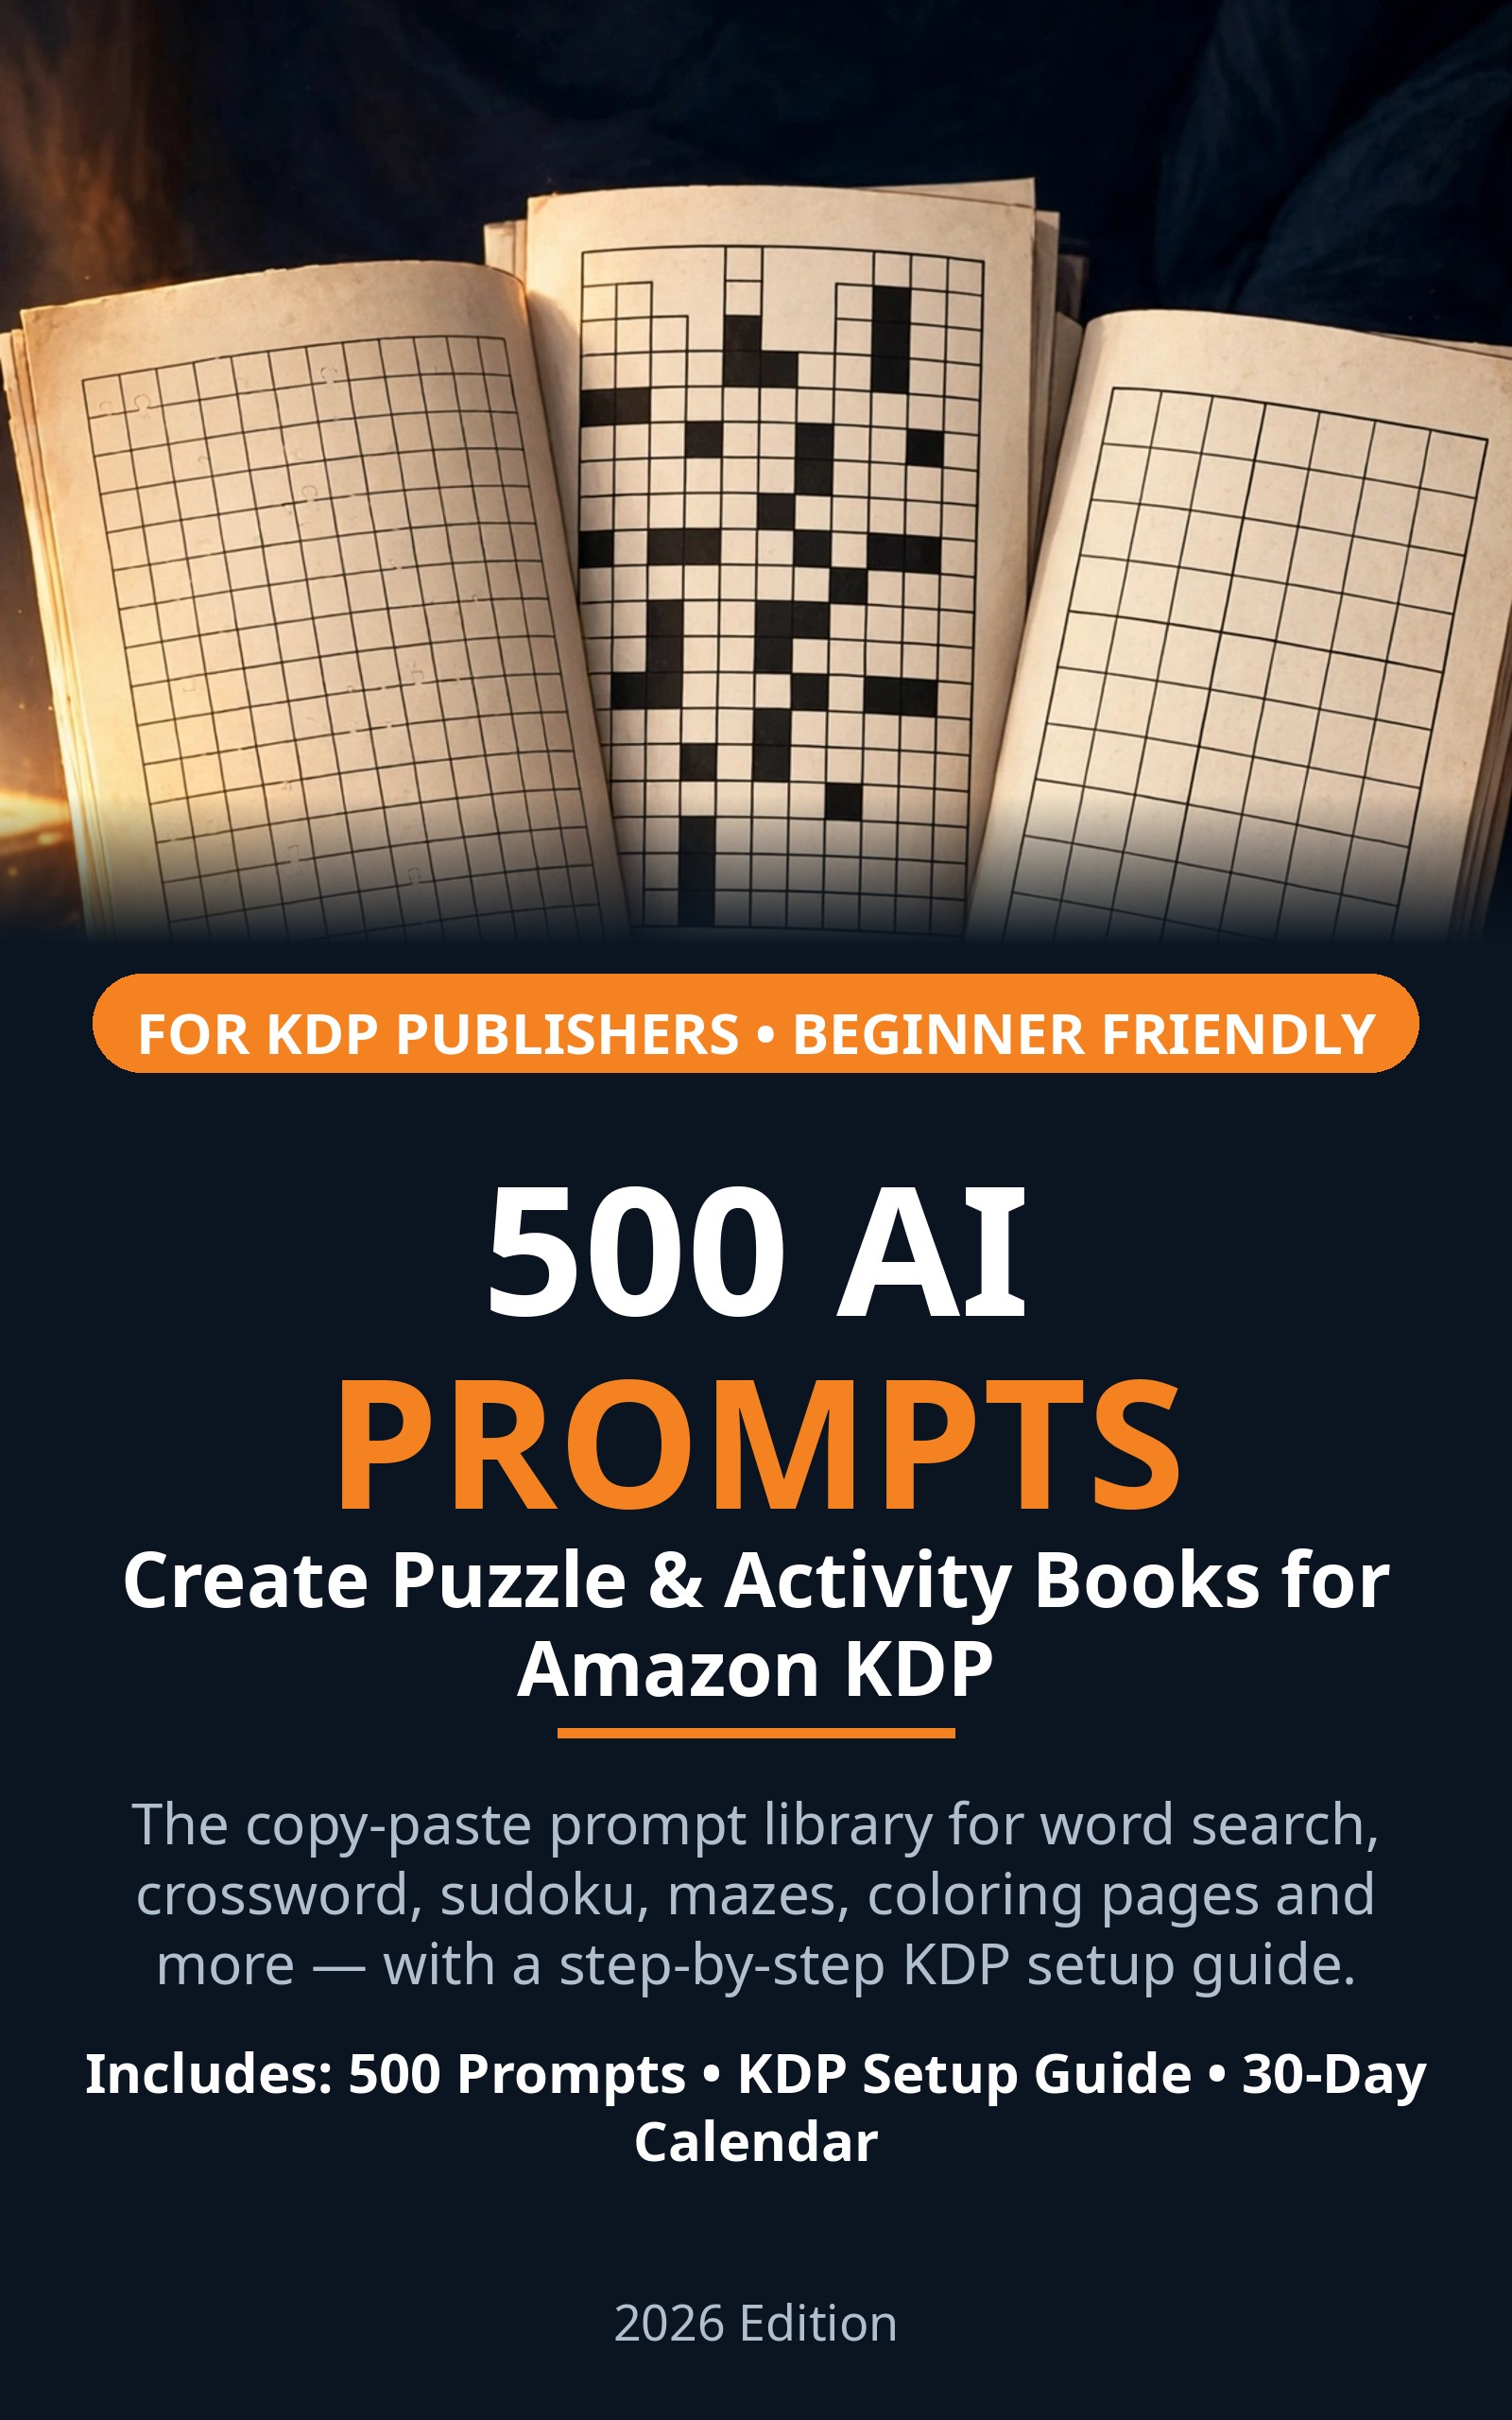 FOR KDP PUBLISHERS • BEGINNER FRIENDLY
500 AI
PROMPTS
Create Puzzle & Activity Books for
Amazon KDP
The copy-paste prompt library for word search,
crossword, sudoku, mazes, coloring pages and
more — with a step-by-step KDP setup guide.
Includes: 500 Prompts • KDP Setup Guide • 30-Day
Calendar
2026 Edition